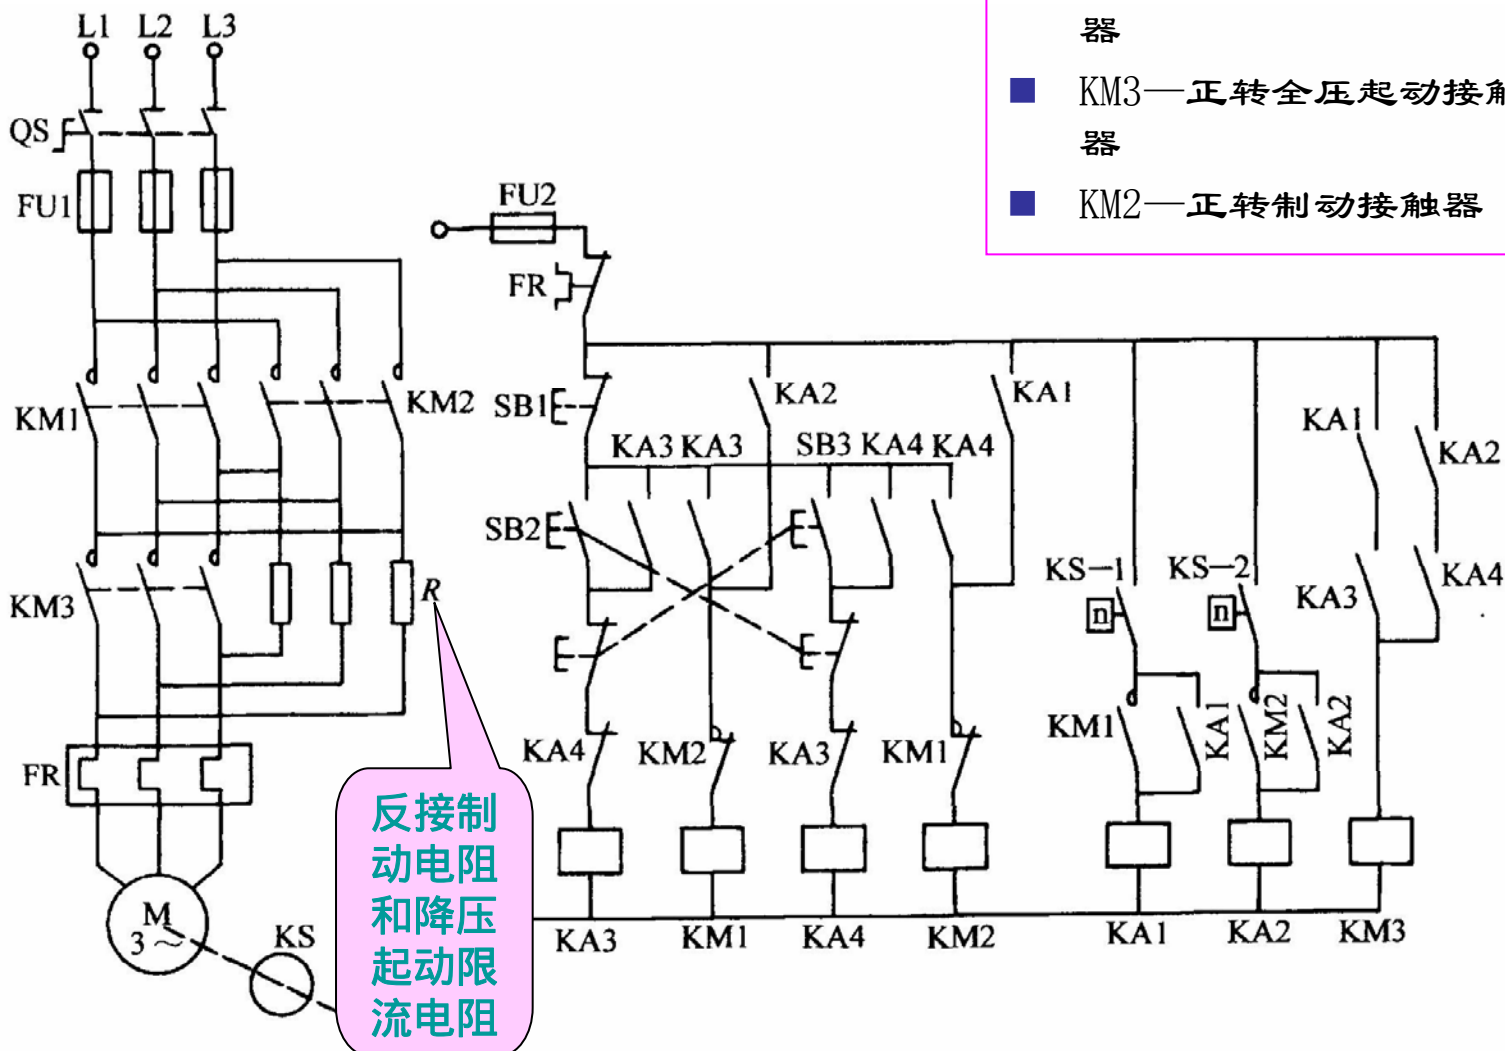 L1 L2 L3
QS
FU1
KM1
KM2
KM3
R
FR
M
3～
KS
反接制
动电阻
和降压
起动限
流电阻
FU2
FR
SB1
KA2
KA1
KA3 KA3 SB3 KA4 KA4
SB2
KA4 KM2 KA3 KM1
KA1
KA2
KS-1
KS-2
n
n
KA3
KA4
KM1
KA1
KM2
KA2
KA3 KM1 KA4 KM2 KA1 KA2 KM3
器
KM3—正转全压起动接触
器
KM2—正转制动接触器